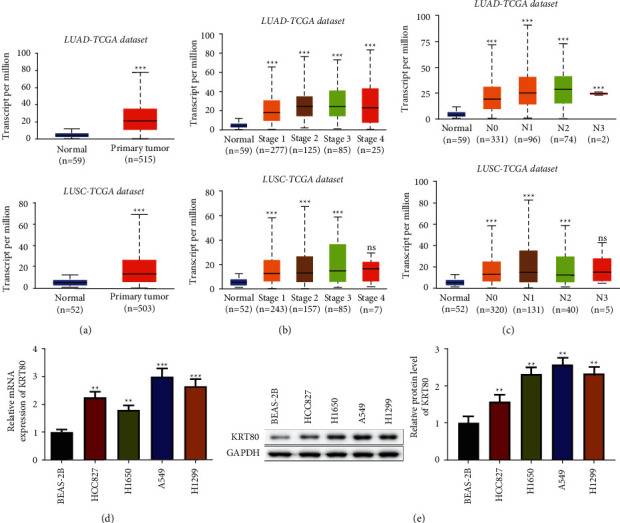 LUAD-TCGA dataset
Transcript per million
100
80
60
40
20
0
***
Normal
(n=59)
Primary tumor
(n=515)
LUSC-TCGA dataset
Transcript per million
80
60
40
20
0
***
Normal
(n=52)
Primary tumor
(n=503)
(a)
LUAD-TCGA dataset
Transcript per million
100
80
60
40
20
0
*** *** *** ***
Normal Stage 1 Stage 2 Stage 3 Stage 4
(n=59) (n=277) (n=125) (n=85) (n=25)
LUSC-TCGA dataset
Transcript per million
80
60
40
20
0
*** *** *** ns
Normal Stage 1 Stage 2 Stage 3 Stage 4
(n=52) (n=243) (n=157) (n=85) (n=7)
(b)
LUAD-TCGA dataset
Transcript per million
100
75
50
25
0
*** *** *** ***
Normal N0 N1 N2 N3
(n=59) (n=331) (n=96) (n=74) (n=2)
LUSC-TCGA dataset
Transcript per million
100
80
60
40
20
0
*** *** *** ns
Normal N0 N1 N2 N3
(n=52) (n=320) (n=131) (n=40) (n=5)
(c)
Relative mRNA
expression of KRT80
4
3
2
1
0
** ** *** ***
BEAS-2B
HCC827
H1650
A549
H1299
(d)
BEAS-2B
HCC827
H1650
A549
H1299
KRT80
GAPDH
Relative protein level
of KRT80
3
2
1
0
** ** ** **
BEAS-2B
HCC827
H1650
A549
H1299
(e)